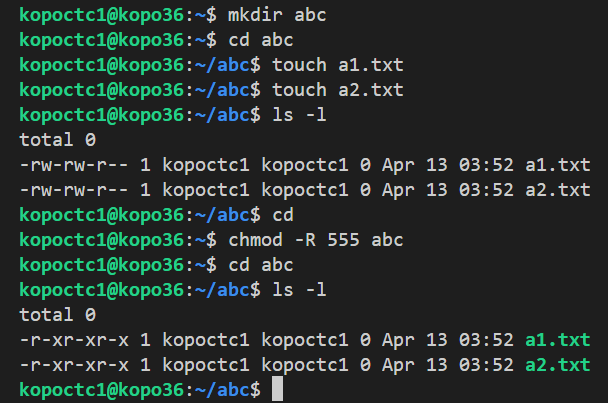 kopoctc1@kopo36:~$ mkdir abc
kopoctc1@kopo36:~$ cd abc
kopoctc1@kopo36:~/abc$ touch a1.txt
kopoctc1@kopo36:~/abc$ touch a2.txt
kopoctc1@kopo36:~/abc$ ls -l
total 0
-rw-rw-r-- 1 kopoctc1 kopoctc1 0 Apr 13 03:52 a1.txt
-rw-rw-r-- 1 kopoctc1 kopoctc1 0 Apr 13 03:52 a2.txt
kopoctc1@kopo36:~/abc$ cd
kopoctc1@kopo36:~$ chmod -R 555 abc
kopoctc1@kopo36:~$ cd abc
kopoctc1@kopo36:~/abc$ ls -l
total 0
-r-xr-xr-x 1 kopoctc1 kopoctc1 0 Apr 13 03:52 a1.txt
-r-xr-xr-x 1 kopoctc1 kopoctc1 0 Apr 13 03:52 a2.txt
kopoctc1@kopo36:~/abc$